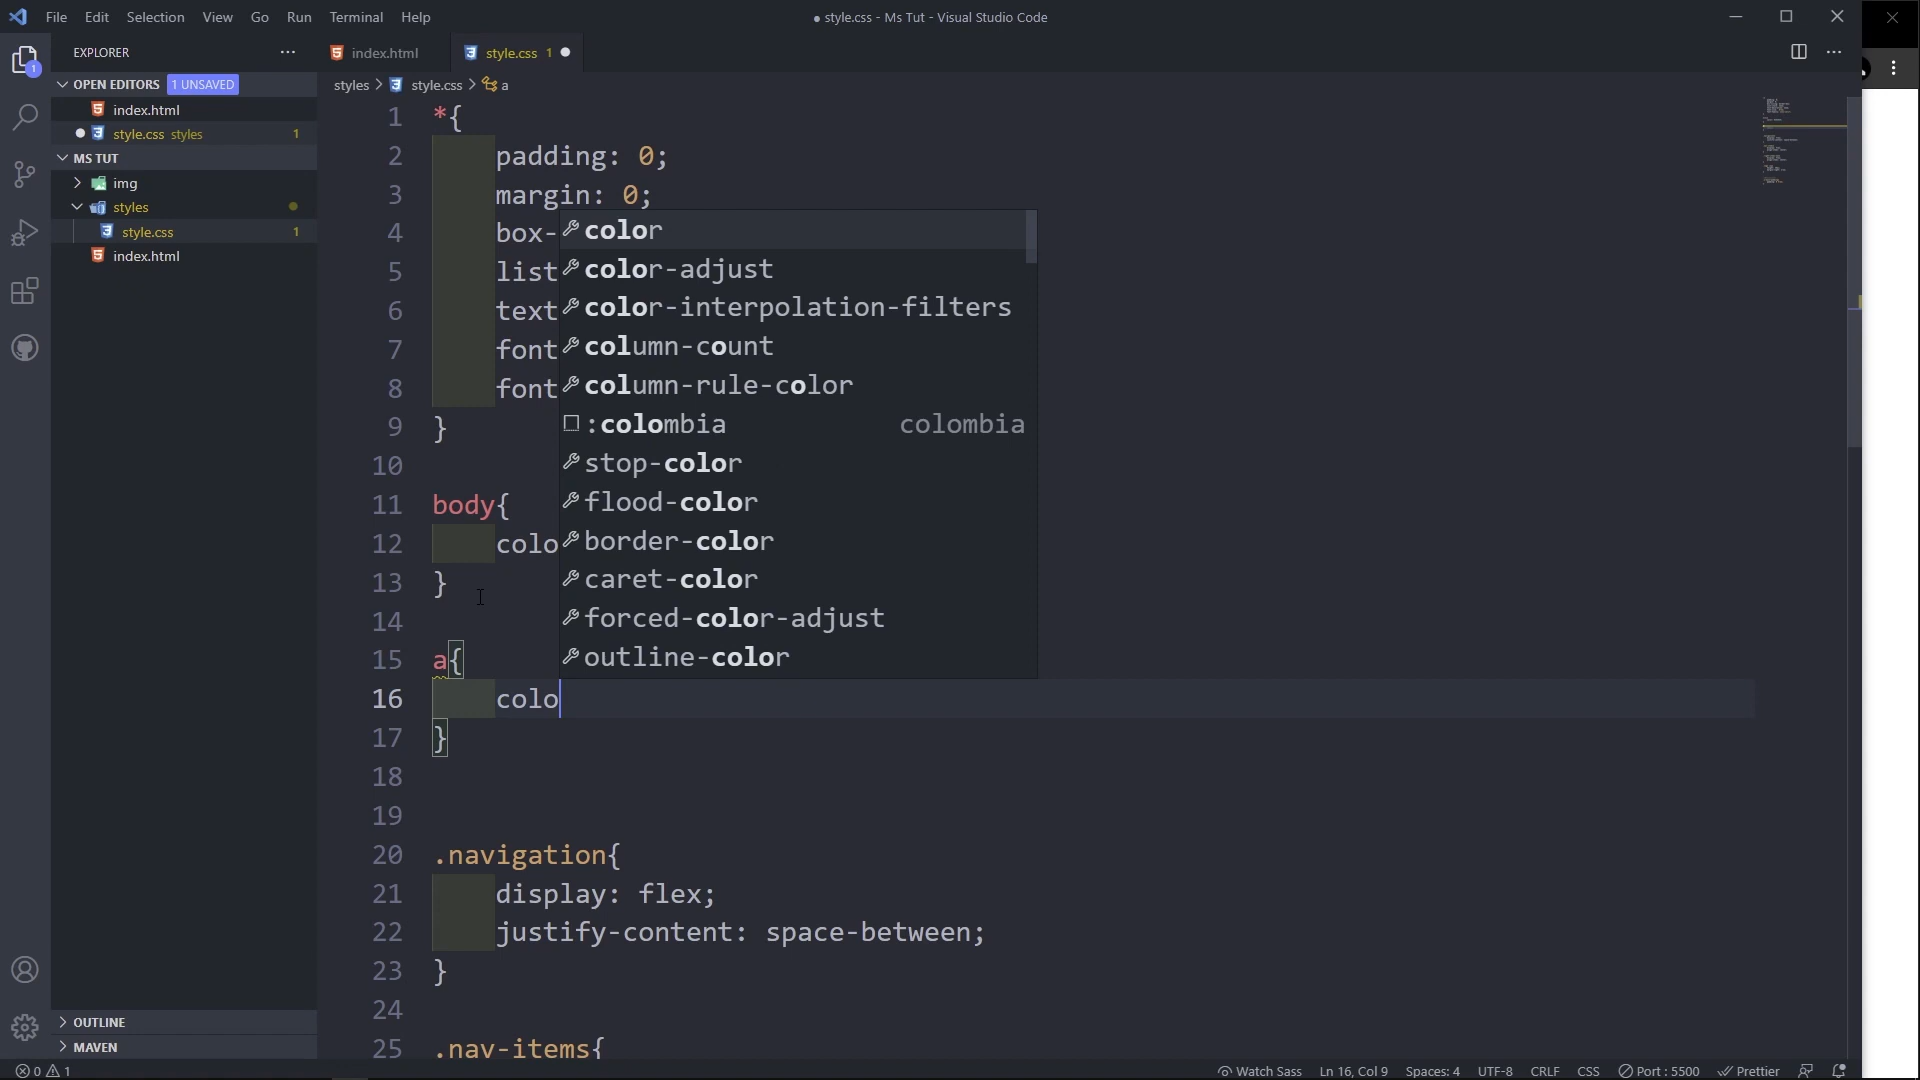 File Edit Selection View Go Run Terminal Help
● style.css - Ms Tut - Visual Studio Code
EXPLORER
index.html
style.css 1
OPEN EDITORS 1 UNSAVED
index.html
style.css styles 1
MS TUT
img
styles
style.css 1
index.html
OUTLINE
MAVEN
styles > style.css > a
1 *{
2 padding: 0;
3 margin: 0;
4 box-
5 list
6 text
7 font
8 font
9 }
10
11 body{
12 colo
13 }
14
15 a{
16 colo
17 }
18
19
20 .navigation{
21 display: flex;
22 justify-content: space-between;
23 }
24
25 .nav-items{
color
color-adjust
color-interpolation-filters
column-count
column-rule-color
:colombia colombia
stop-color
flood-color
border-color
caret-color
forced-color-adjust
outline-color
1
0 1
Watch Sass Ln 16, Col 9 Spaces: 4 UTF-8 CRLF CSS Port : 5500 Prettier